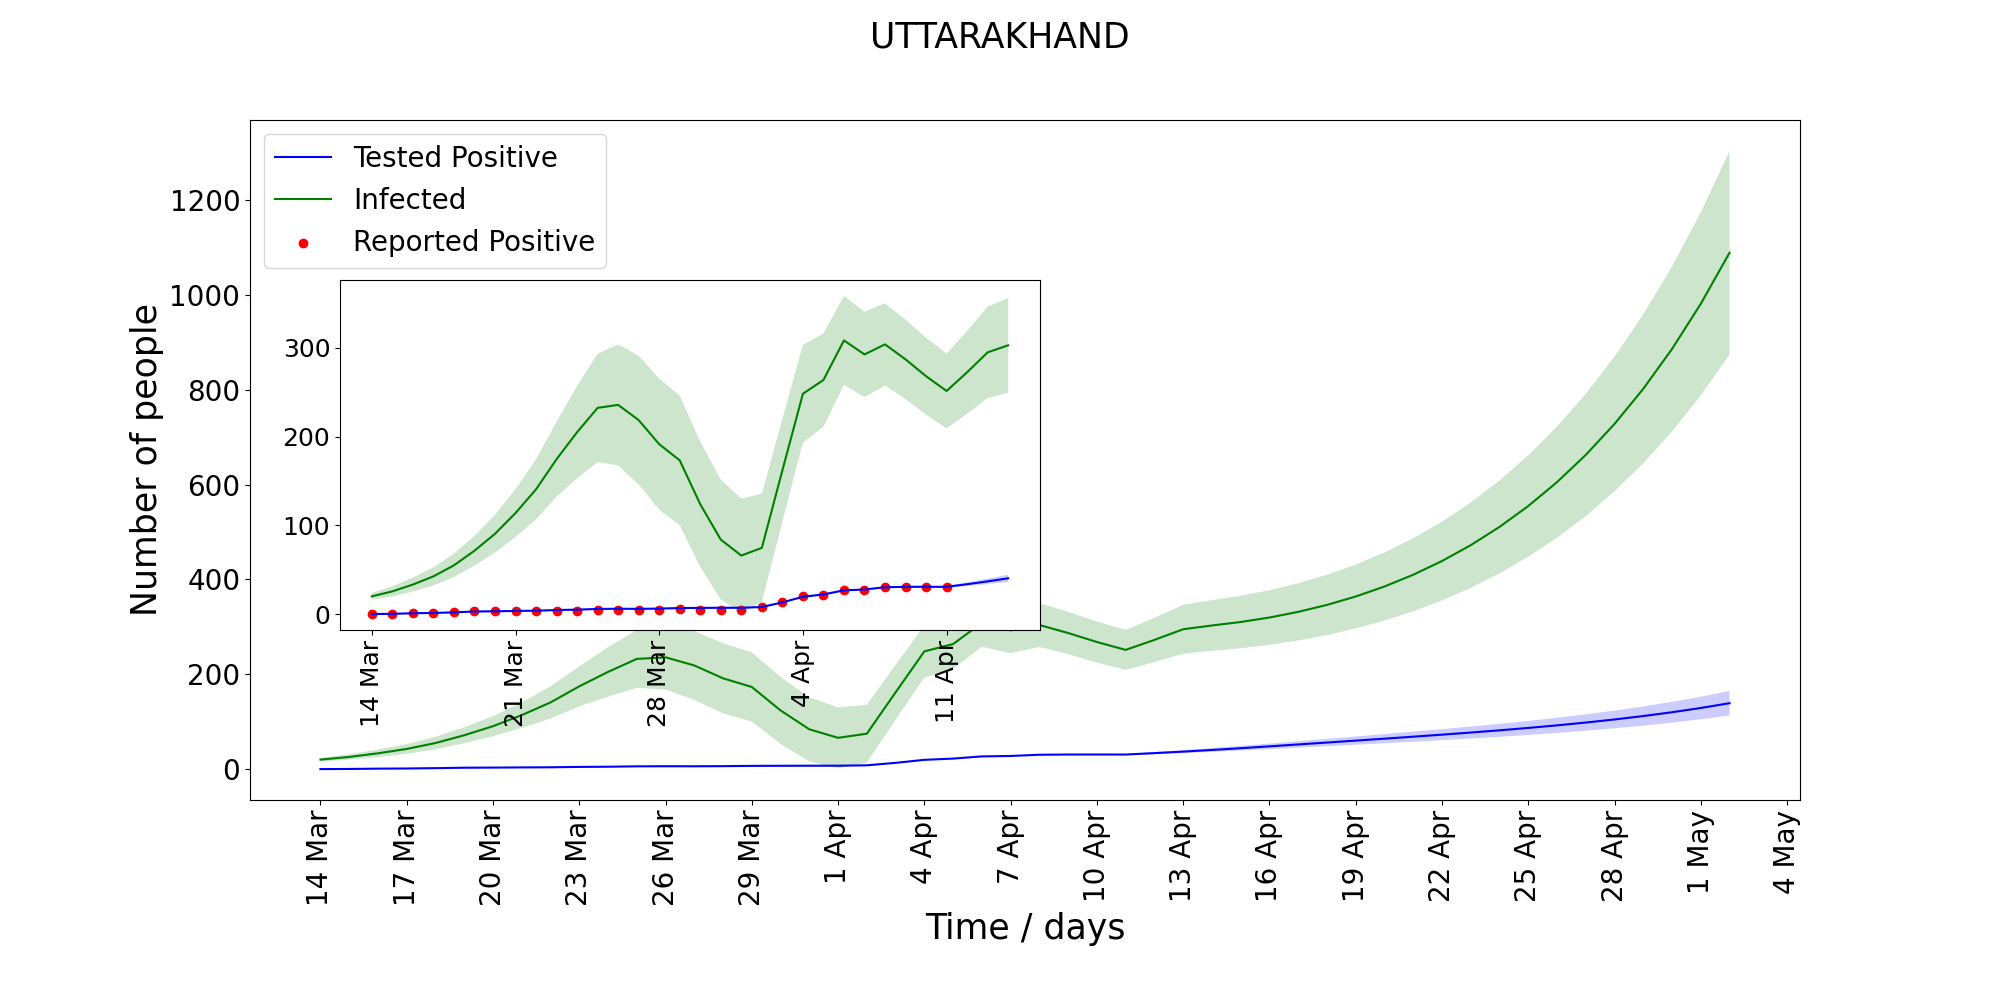 UTTARAKHAND
Tested Positive
Infected
Reported Positive
Number of people
1200
1000
800
600
400
200
0
300
200
100
0
14 Mar
21 Mar
28 Mar
4 Apr
11 Apr
14 Mar
17 Mar
20 Mar
23 Mar
26 Mar
29 Mar
1 Apr
4 Apr
7 Apr
10 Apr
13 Apr
16 Apr
19 Apr
22 Apr
25 Apr
28 Apr
1 May
4 May
Time / days